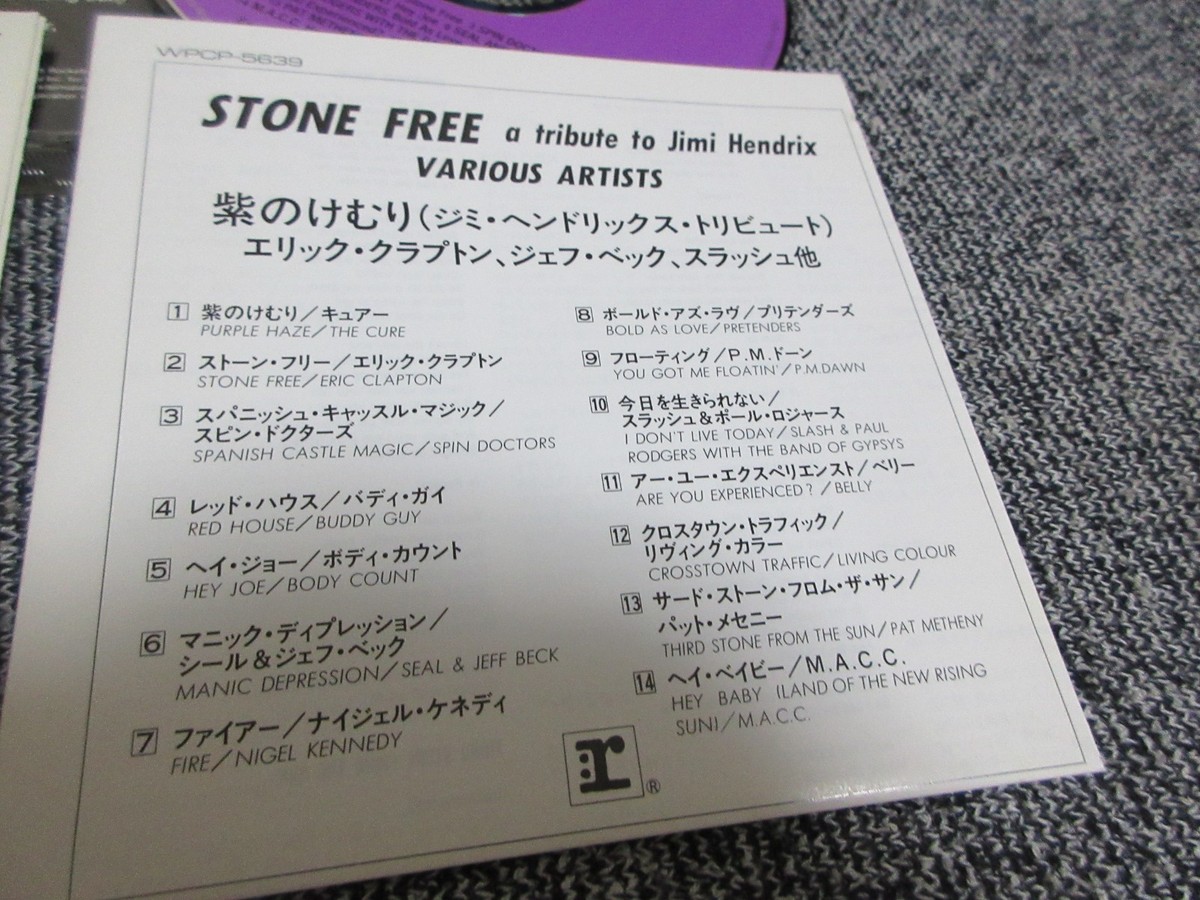 WPCP-5639
STONE FREE a tribute to Jimi Hendrix
VARIOUS ARTISTS
紫のけむり(ジミ・ヘンドリックス・トリビュート)
エリック・クラプトン、ジェフ・ベック、スラッシュ他
1 紫のけむり/キュアー
PURPLE HAZE/THE CURE
2 ストーン・フリー/エリック・クラプトン
STONE FREE/ERIC CLAPTON
3 スパニッシュ・キャッスル・マジック/
スピン・ドクターズ
SPANISH CASTLE MAGIC/SPIN DOCTORS
4 レッド・ハウス/バディ・ガイ
RED HOUSE/BUDDY GUY
5 ヘイ・ジョー/ボディ・カウント
HEY JOE/BODY COUNT
6 マニック・ディプレッション/
シール&ジェフ・ベック
MANIC DEPRESSION/SEAL & JEFF BECK
7 ファイアー/ナイジェル・ケネディ
FIRE/NIGEL KENNEDY
8 ボールド・アズ・ラヴ/プリテンダーズ
BOLD AS LOVE/PRETENDERS
9 フローティング/P.M.ドーン
YOU GOT ME FLOATIN'/P.M.DAWN
10 今日を生きられない/
スラッシュ&ポール・ロジャース
I DON'T LIVE TODAY/SLASH & PAUL
RODGERS WITH THE BAND OF GYPSYS
11 アー・ユー・エクスペリエンスト/ベリー
ARE YOU EXPERIENCED?/BELLY
12 クロスタウン・トラフィック/
リヴィング・カラー
CROSSTOWN TRAFFIC/LIVING COLOUR
13 サード・ストーン・フロム・ザ・サン/
パット・メセニー
THIRD STONE FROM THE SUN/PAT METHENY
14 ヘイ・ベイビー/M.A.C.C.
HEY BABY (LAND OF THE NEW RISING
SUN)/M.A.C.C.
r®